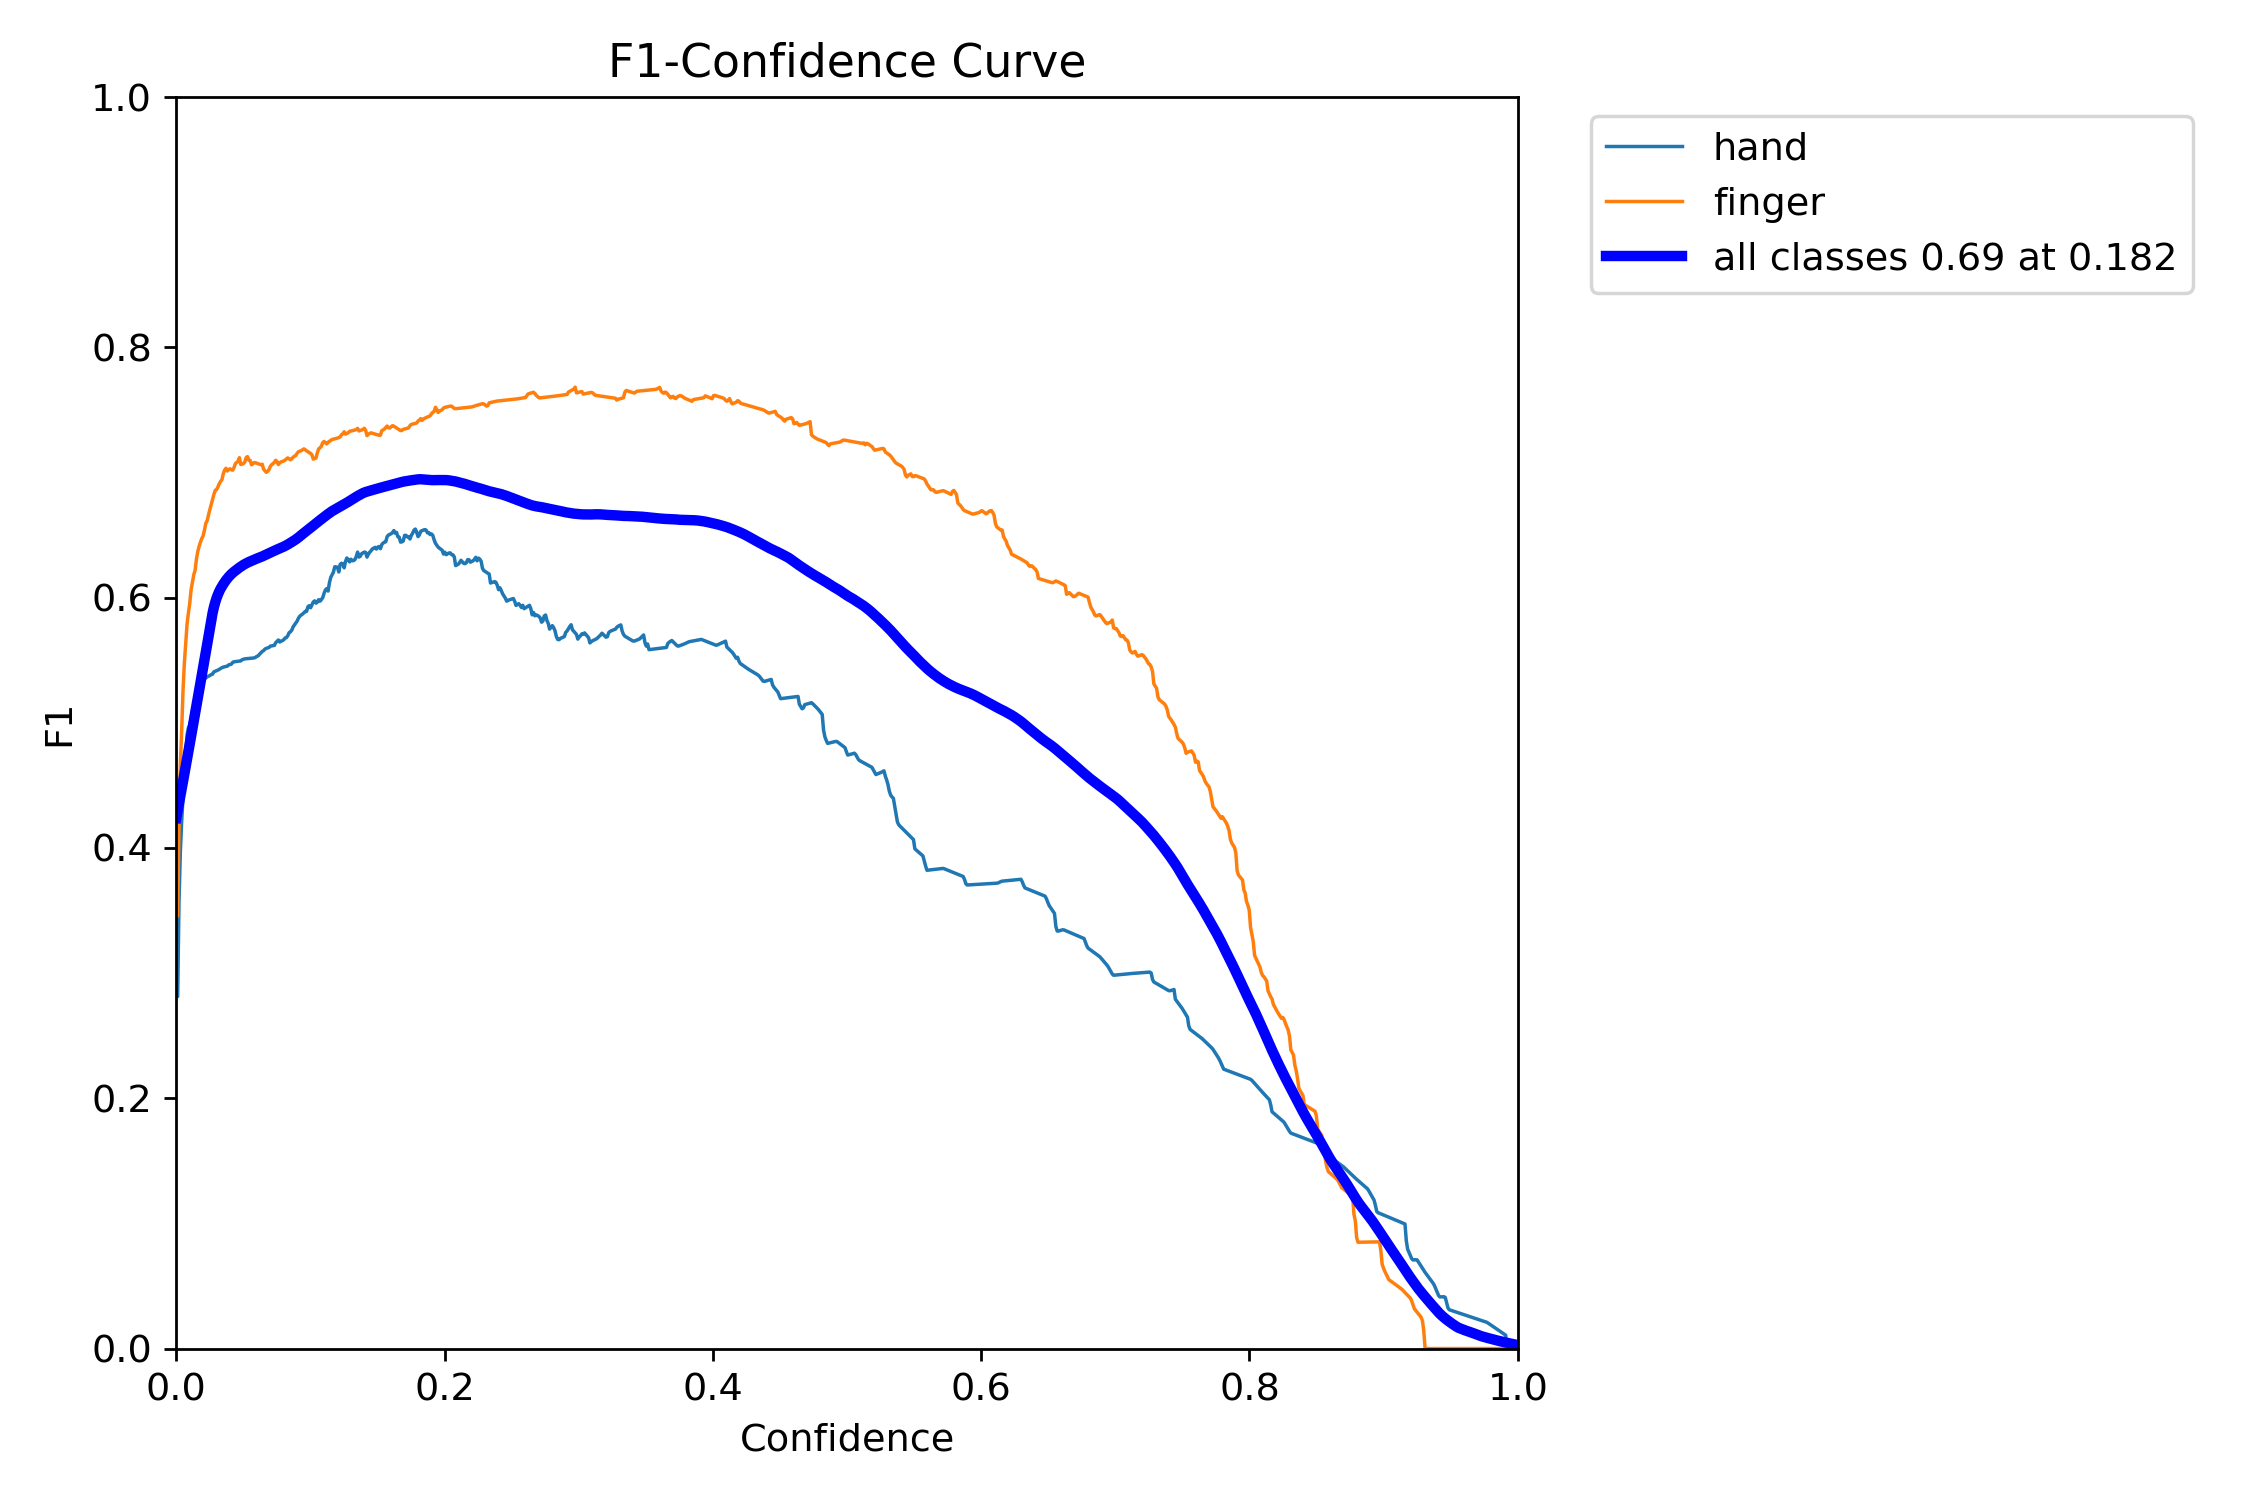 F1-Confidence Curve
1.0
0.8
0.6
0.4
0.2
0.0
F1
0.0 0.2 0.4 0.6 0.8 1.0
Confidence
hand
finger
all classes 0.69 at 0.182